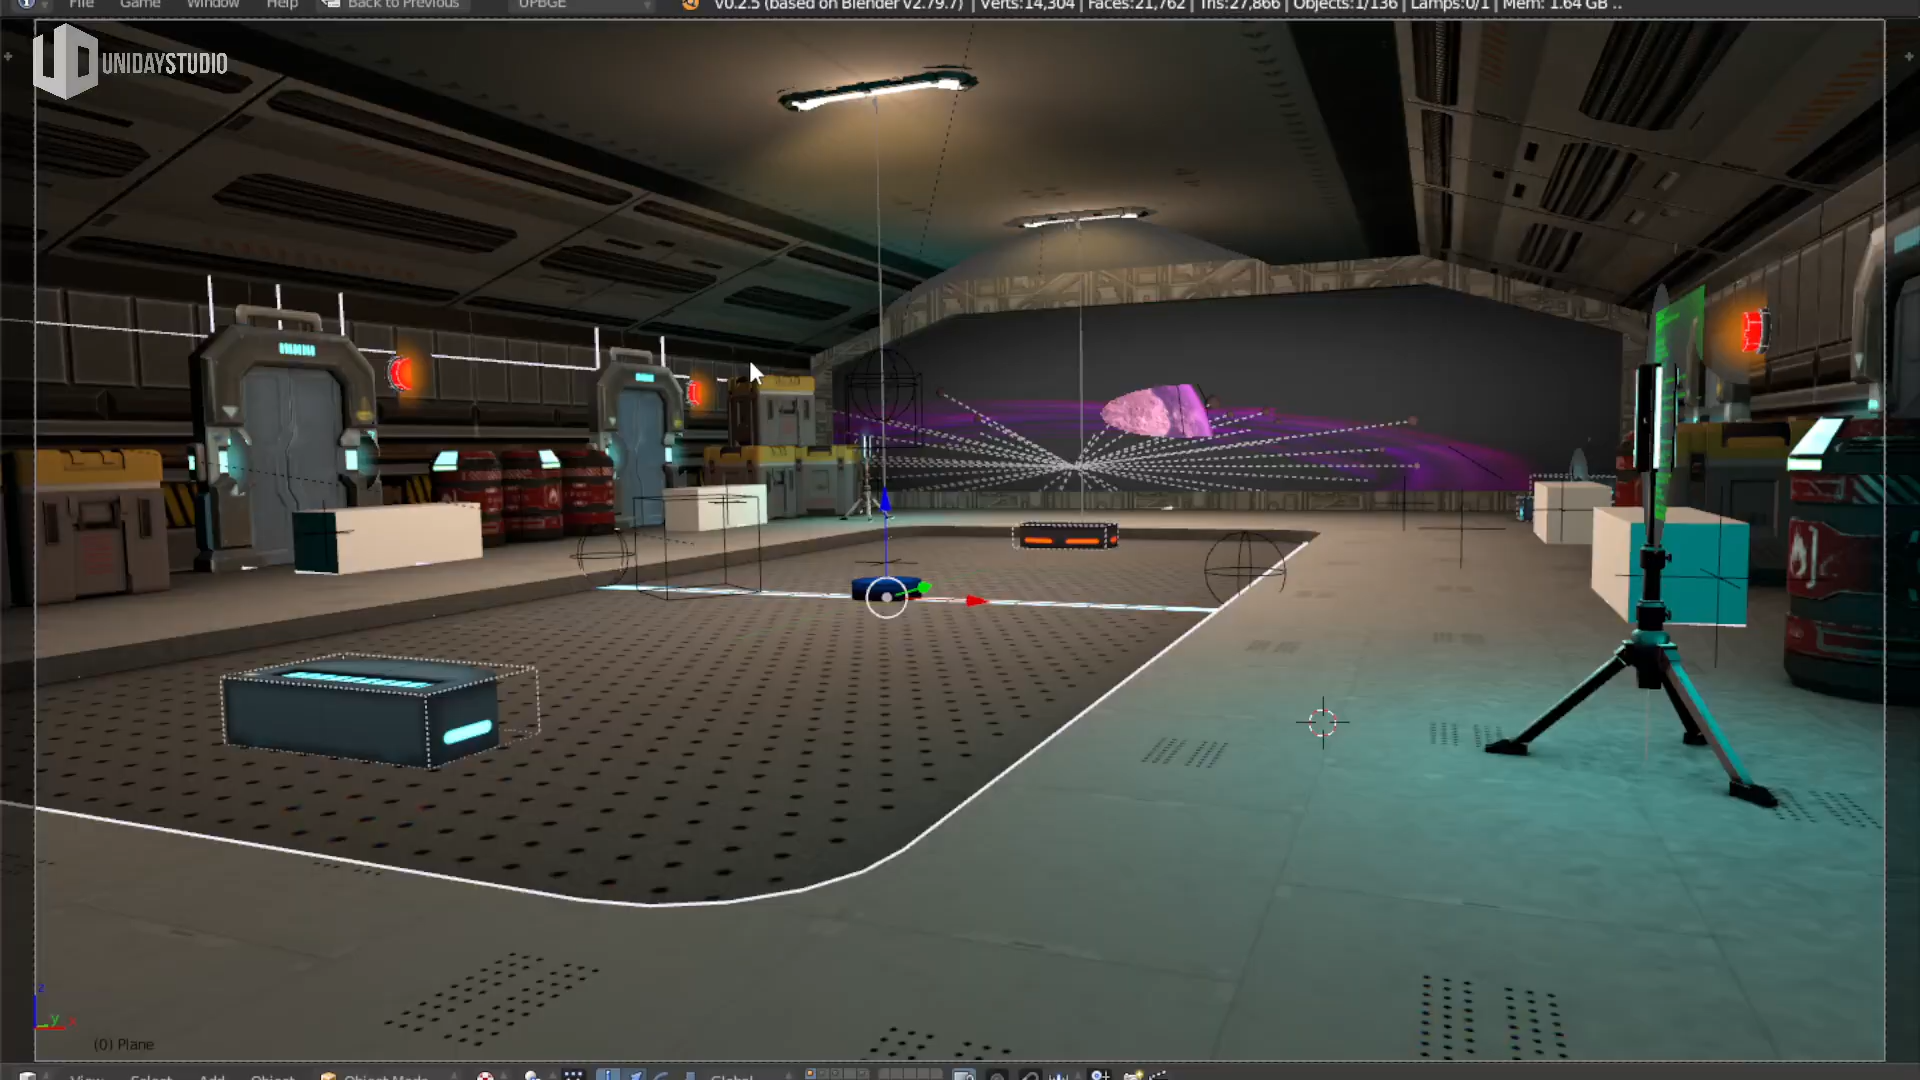 File Game Window Help Back to Previous UPBGE v0.2.5 (based on Blender v2.79.7) | Verts:14,304 | Faces:21,762 | Tris:27,866 | Objects:1/136 | Lamps:0/1 | Mem: 1.64 GB ..
UNIDAYSTUDIO
z
y x
(0) Plane
View Select Add Object Object Mode Global